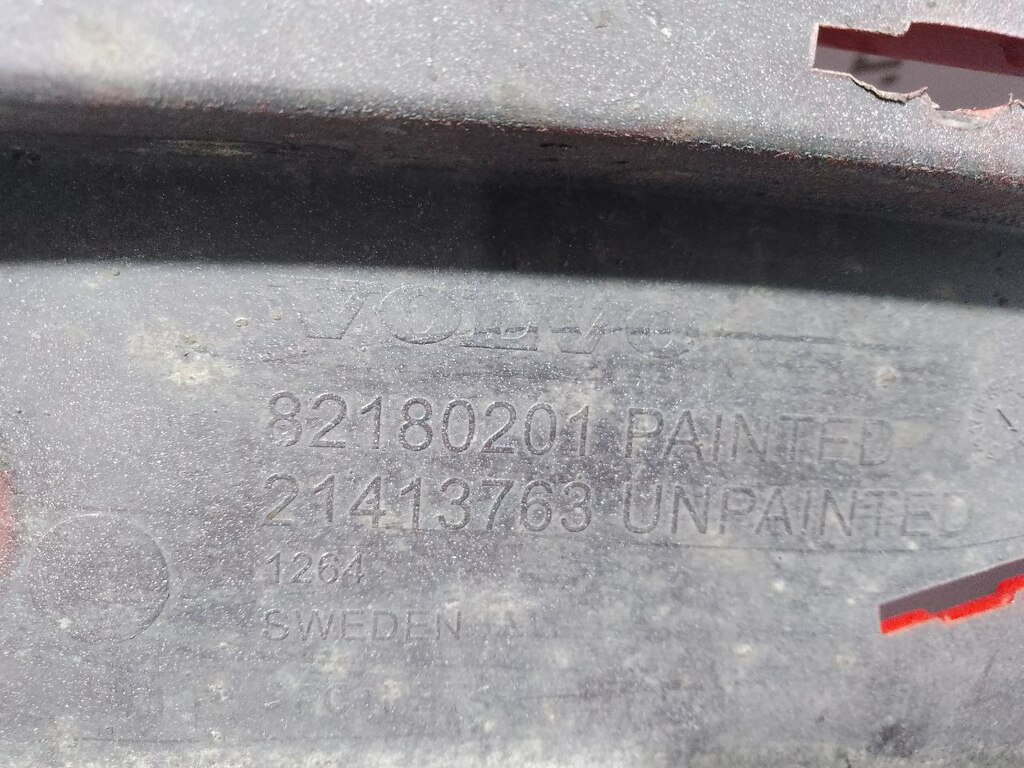 VOLVO
82180201 PAINTED
21413763 UNPAINTED
1264
SWEDEN